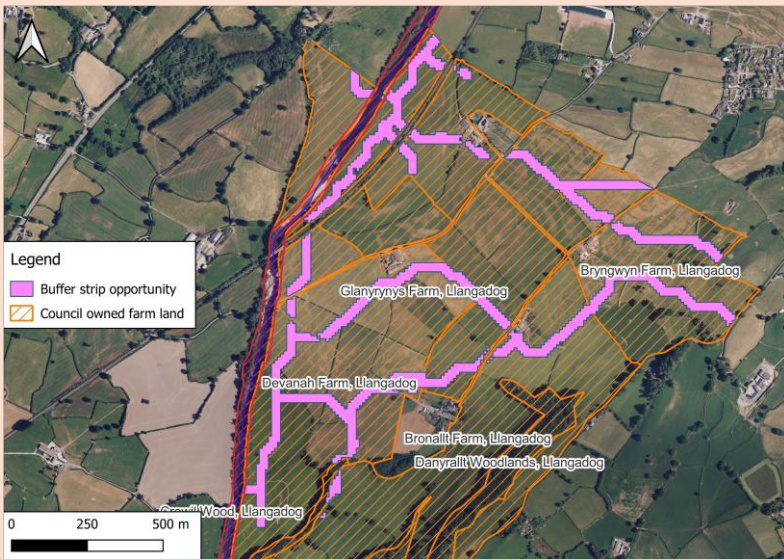 Legend
Buffer strip opportunity
Council owned farm land
Bryngwyn Farm, Llangadog
Glanyrynys Farm, Llangadog
Devanah Farm, Llangadog
Bronallt Farm, Llangadog
Danyrallt Woodlands, Llangadog
Wood, Llangadog
0 250 500 m